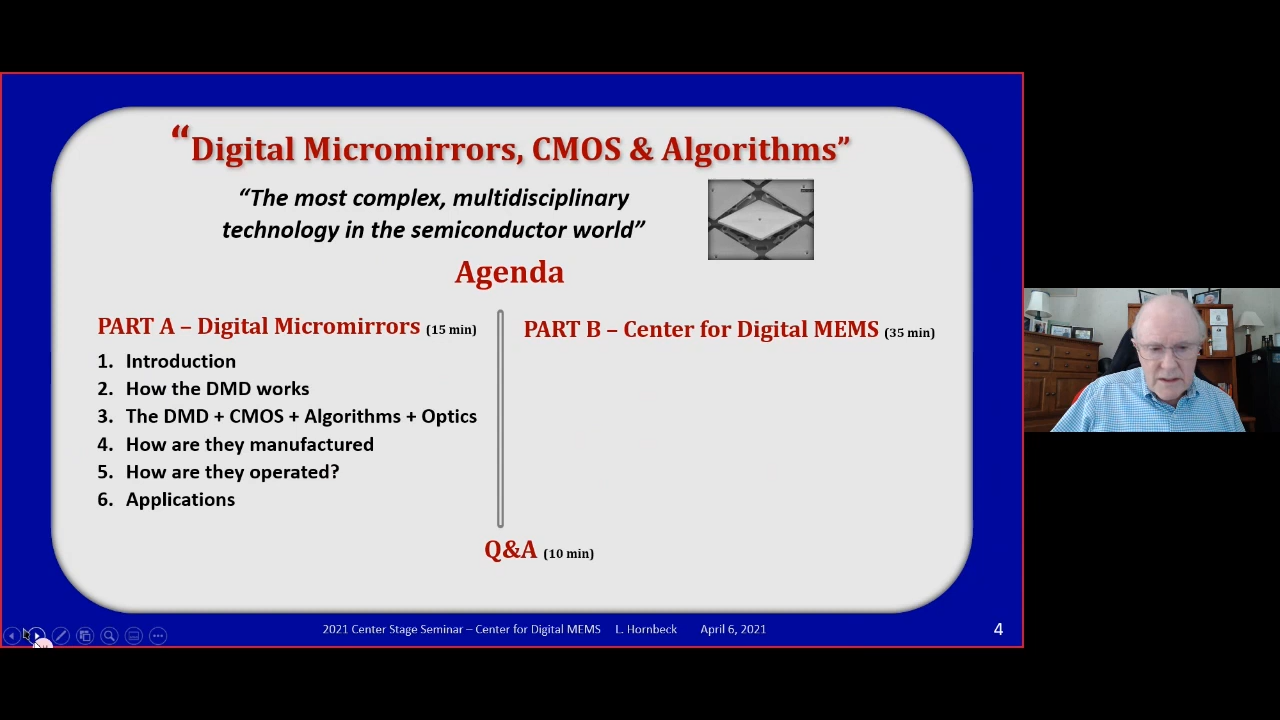 “Digital Micromirrors, CMOS & Algorithms”
“The most complex, multidisciplinary
technology in the semiconductor world”
Agenda
PART A – Digital Micromirrors (15 min)
1. Introduction
2. How the DMD works
3. The DMD + CMOS + Algorithms + Optics
4. How are they manufactured
5. How are they operated?
6. Applications
PART B – Center for Digital MEMS (35 min)
Q&A (10 min)
2021 Center Stage Seminar – Center for Digital MEMS L. Hornbeck April 6, 2021
4